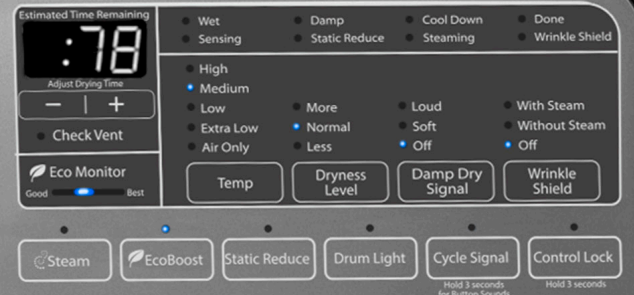 Estimated Time Remaining
:78
Adjust Drying Time
− | +
Check Vent
Eco Monitor
Good Best
Wet Damp Cool Down Done
Sensing Static Reduce Steaming Wrinkle Shield
High
Medium
Low More Loud With Steam
Extra Low Normal Soft Without Steam
Air Only Less Off Off
Temp
Dryness
Level
Damp Dry
Signal
Wrinkle
Shield
Steam EcoBoost Static Reduce Drum Light Cycle Signal Control Lock
Hold 3 seconds
for Button Sounds
Hold 3 seconds